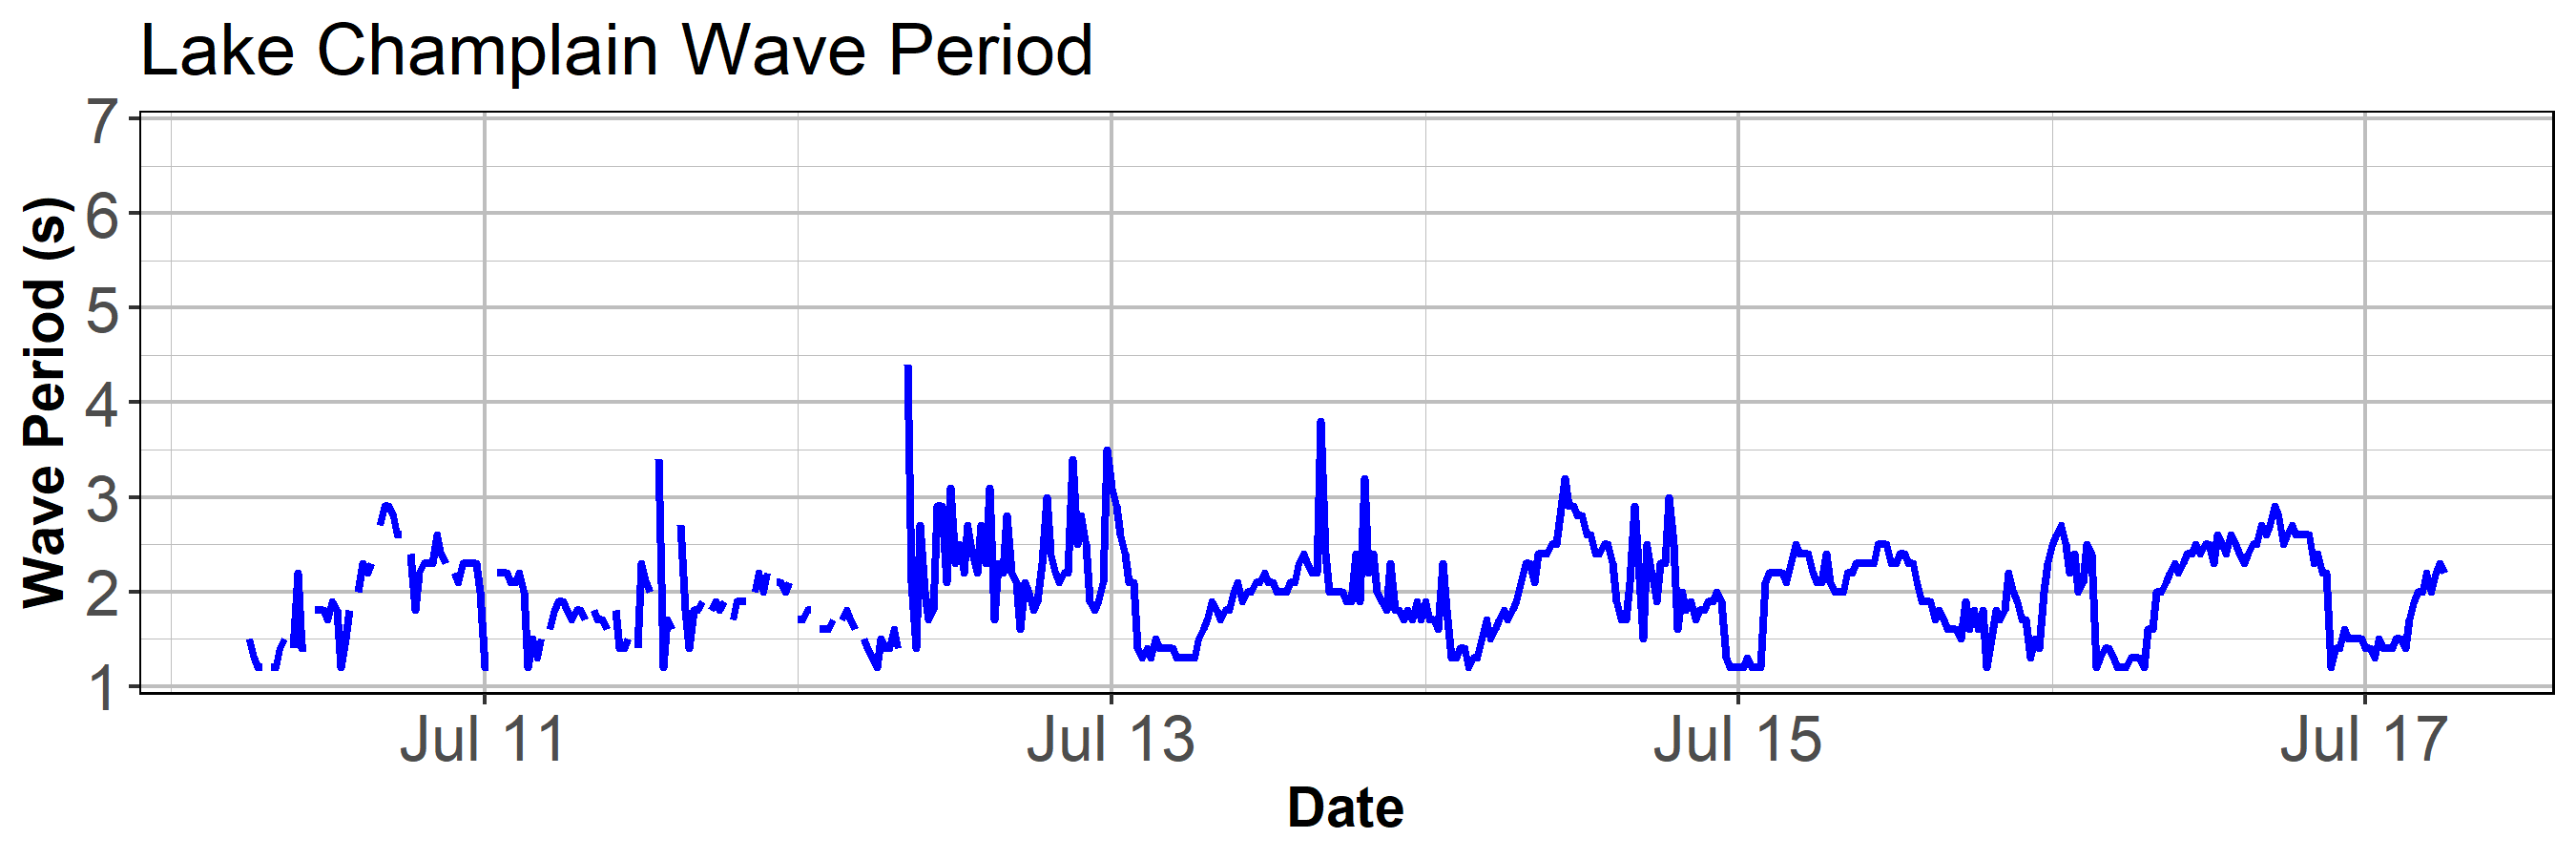 Lake Champlain Wave Period
Wave Period (s)
7
6
5
4
3
2
1
Jul 11
Jul 13
Jul 15
Jul 17
Date